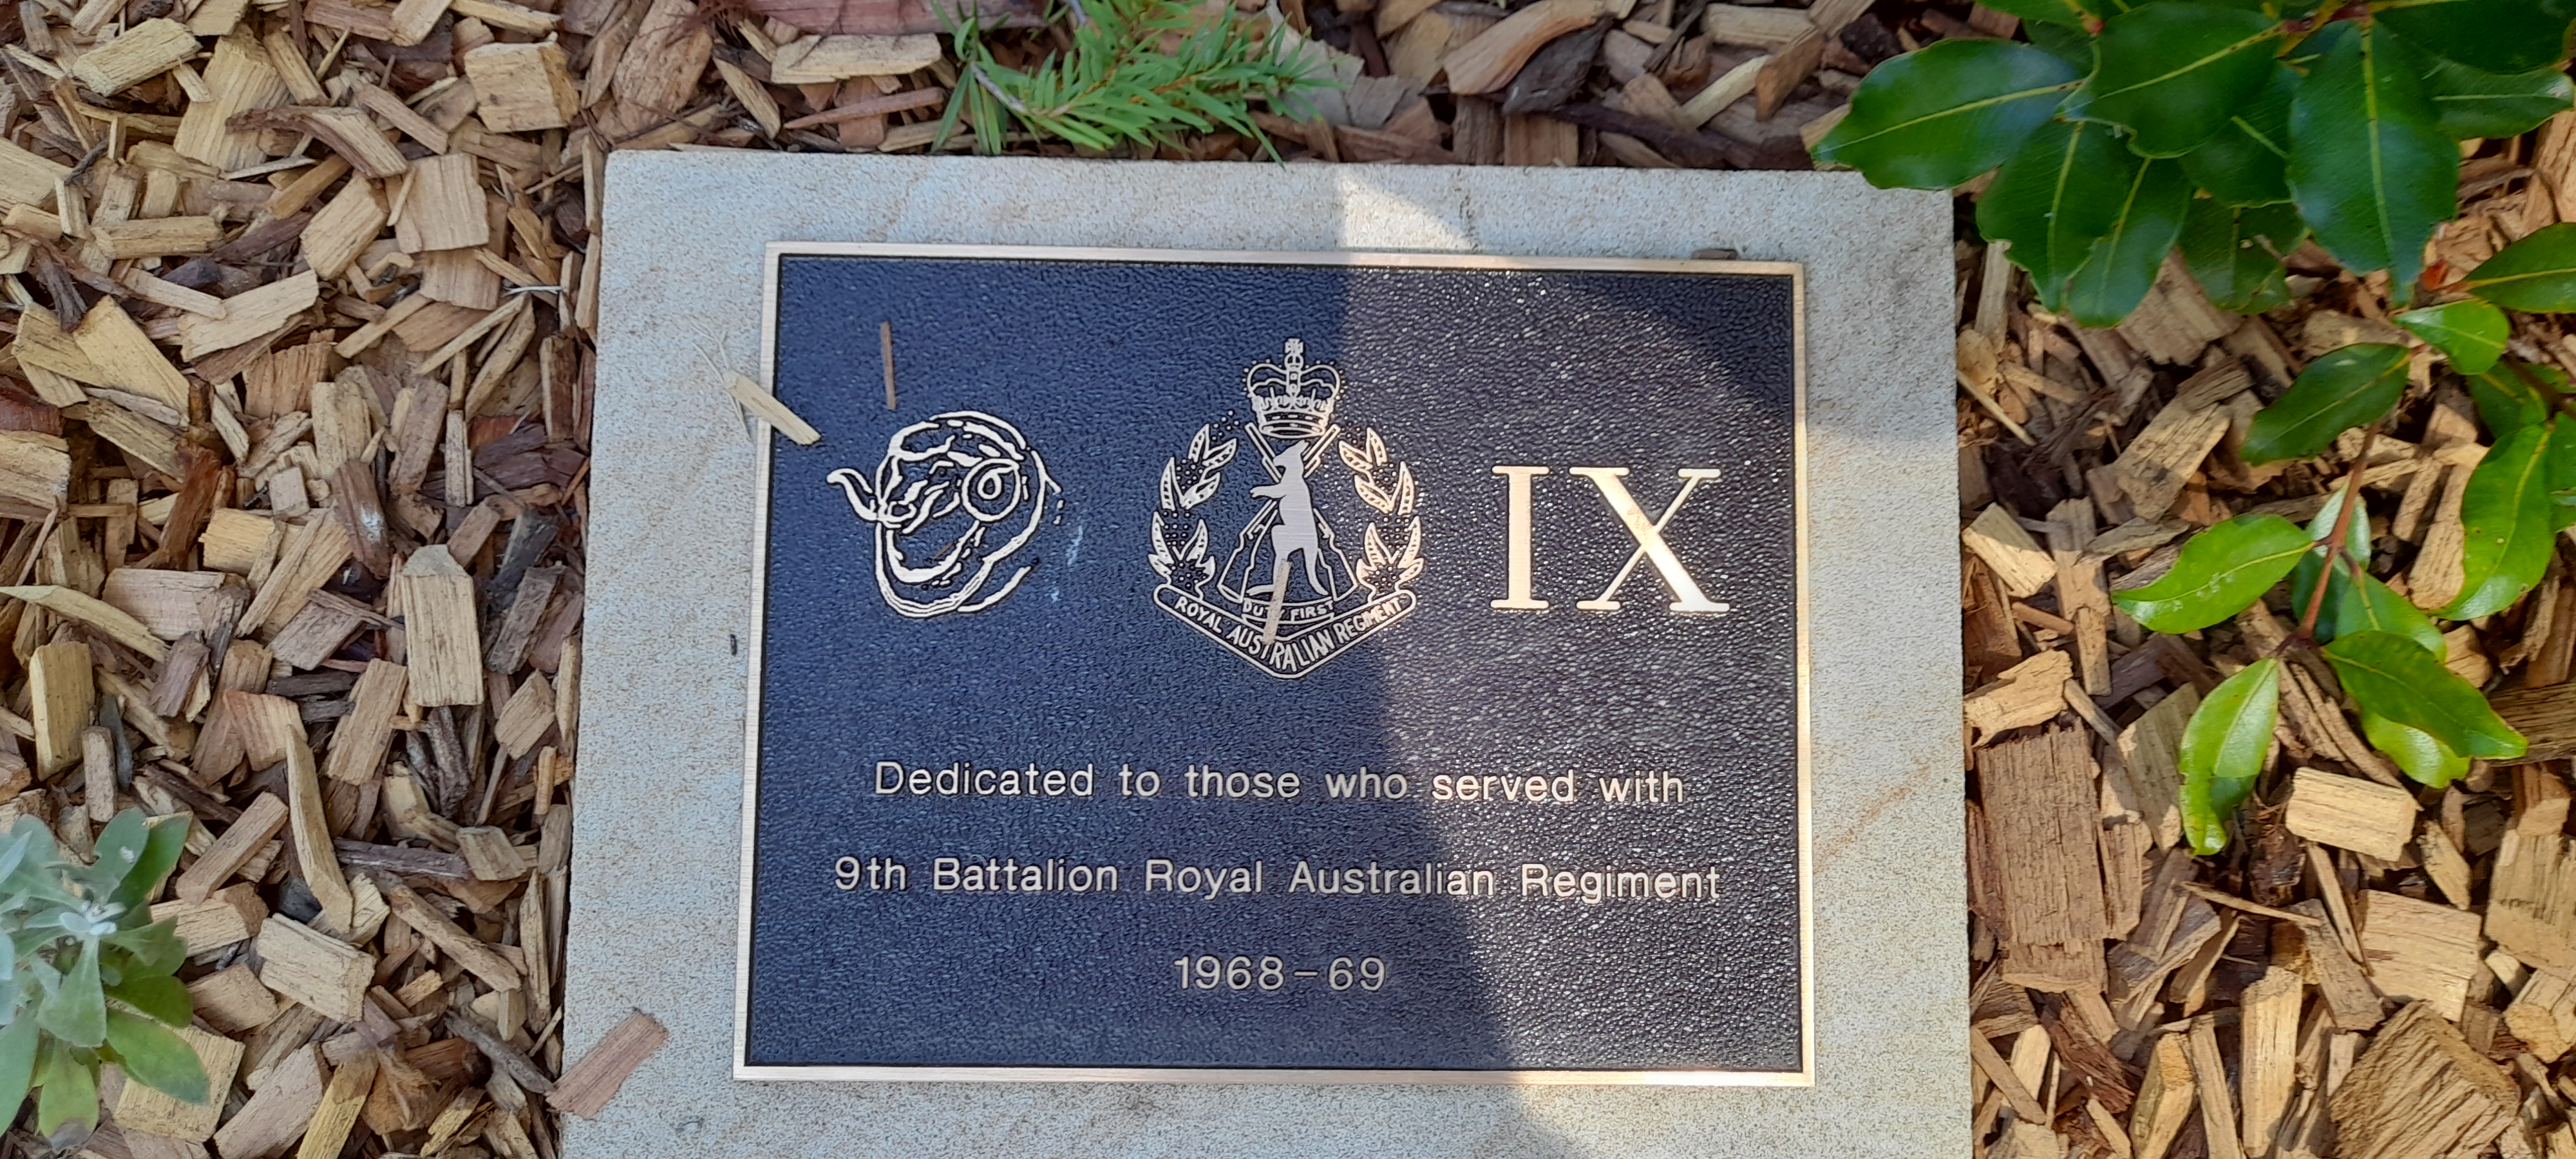 IX
DUTY FIRST
ROYAL AUSTRALIAN REGIMENT
Dedicated to those who served with
9th Battalion Royal Australian Regiment
1968-69